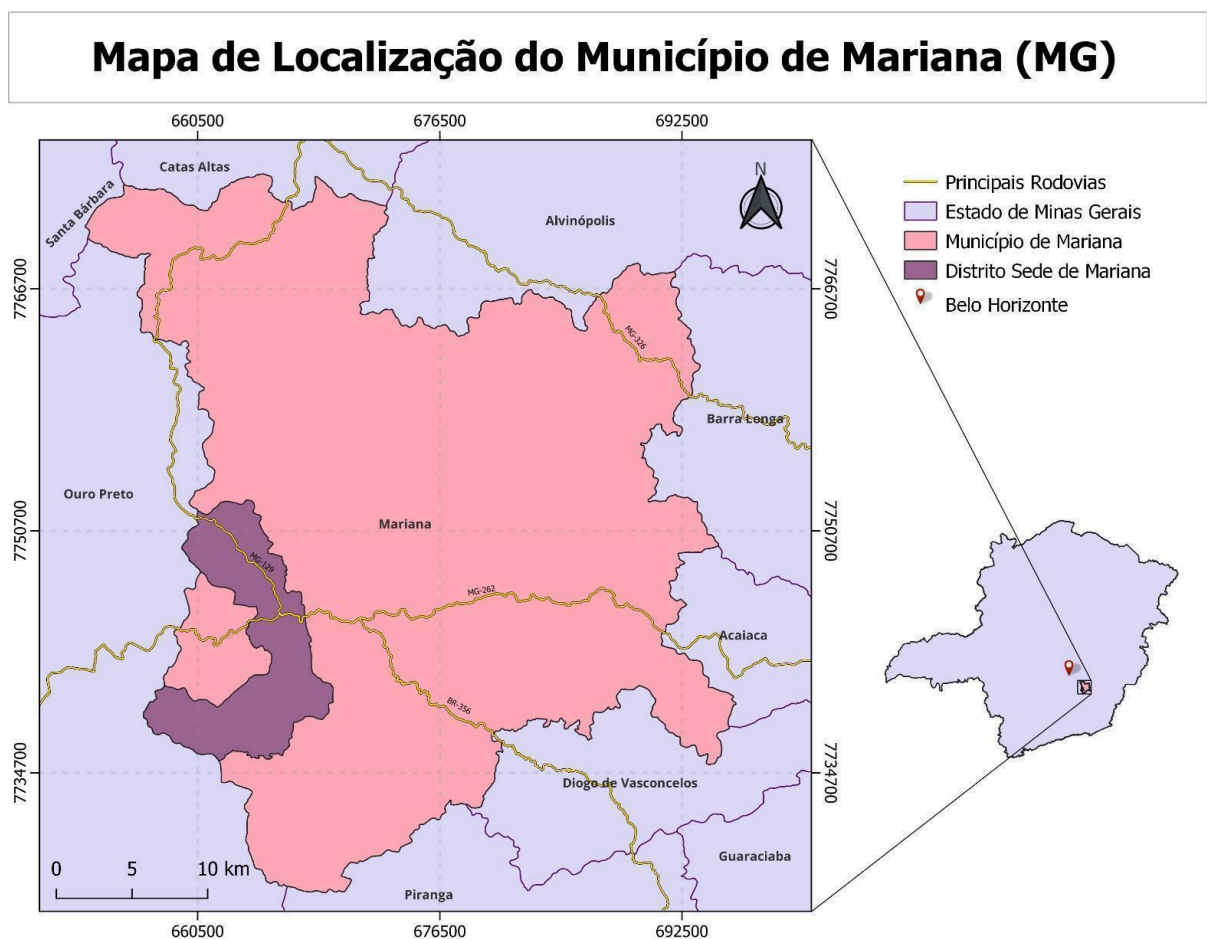 Mapa de Localização do Município de Mariana (MG)
660500 676500 692500
Catas Altas
Santa Bárbara
Alvinópolis
N
7766700
7766700
MG-326
Barra Longa
Ouro Preto
Mariana
7750700
7750700
MG-129
MG-262
Acaiaca
BR-356
7734700
7734700
Diogo de Vasconcelos
Guaraciaba
Piranga
0 5 10 km
660500 676500 692500
Principais Rodovias
Estado de Minas Gerais
Município de Mariana
Distrito Sede de Mariana
Belo Horizonte